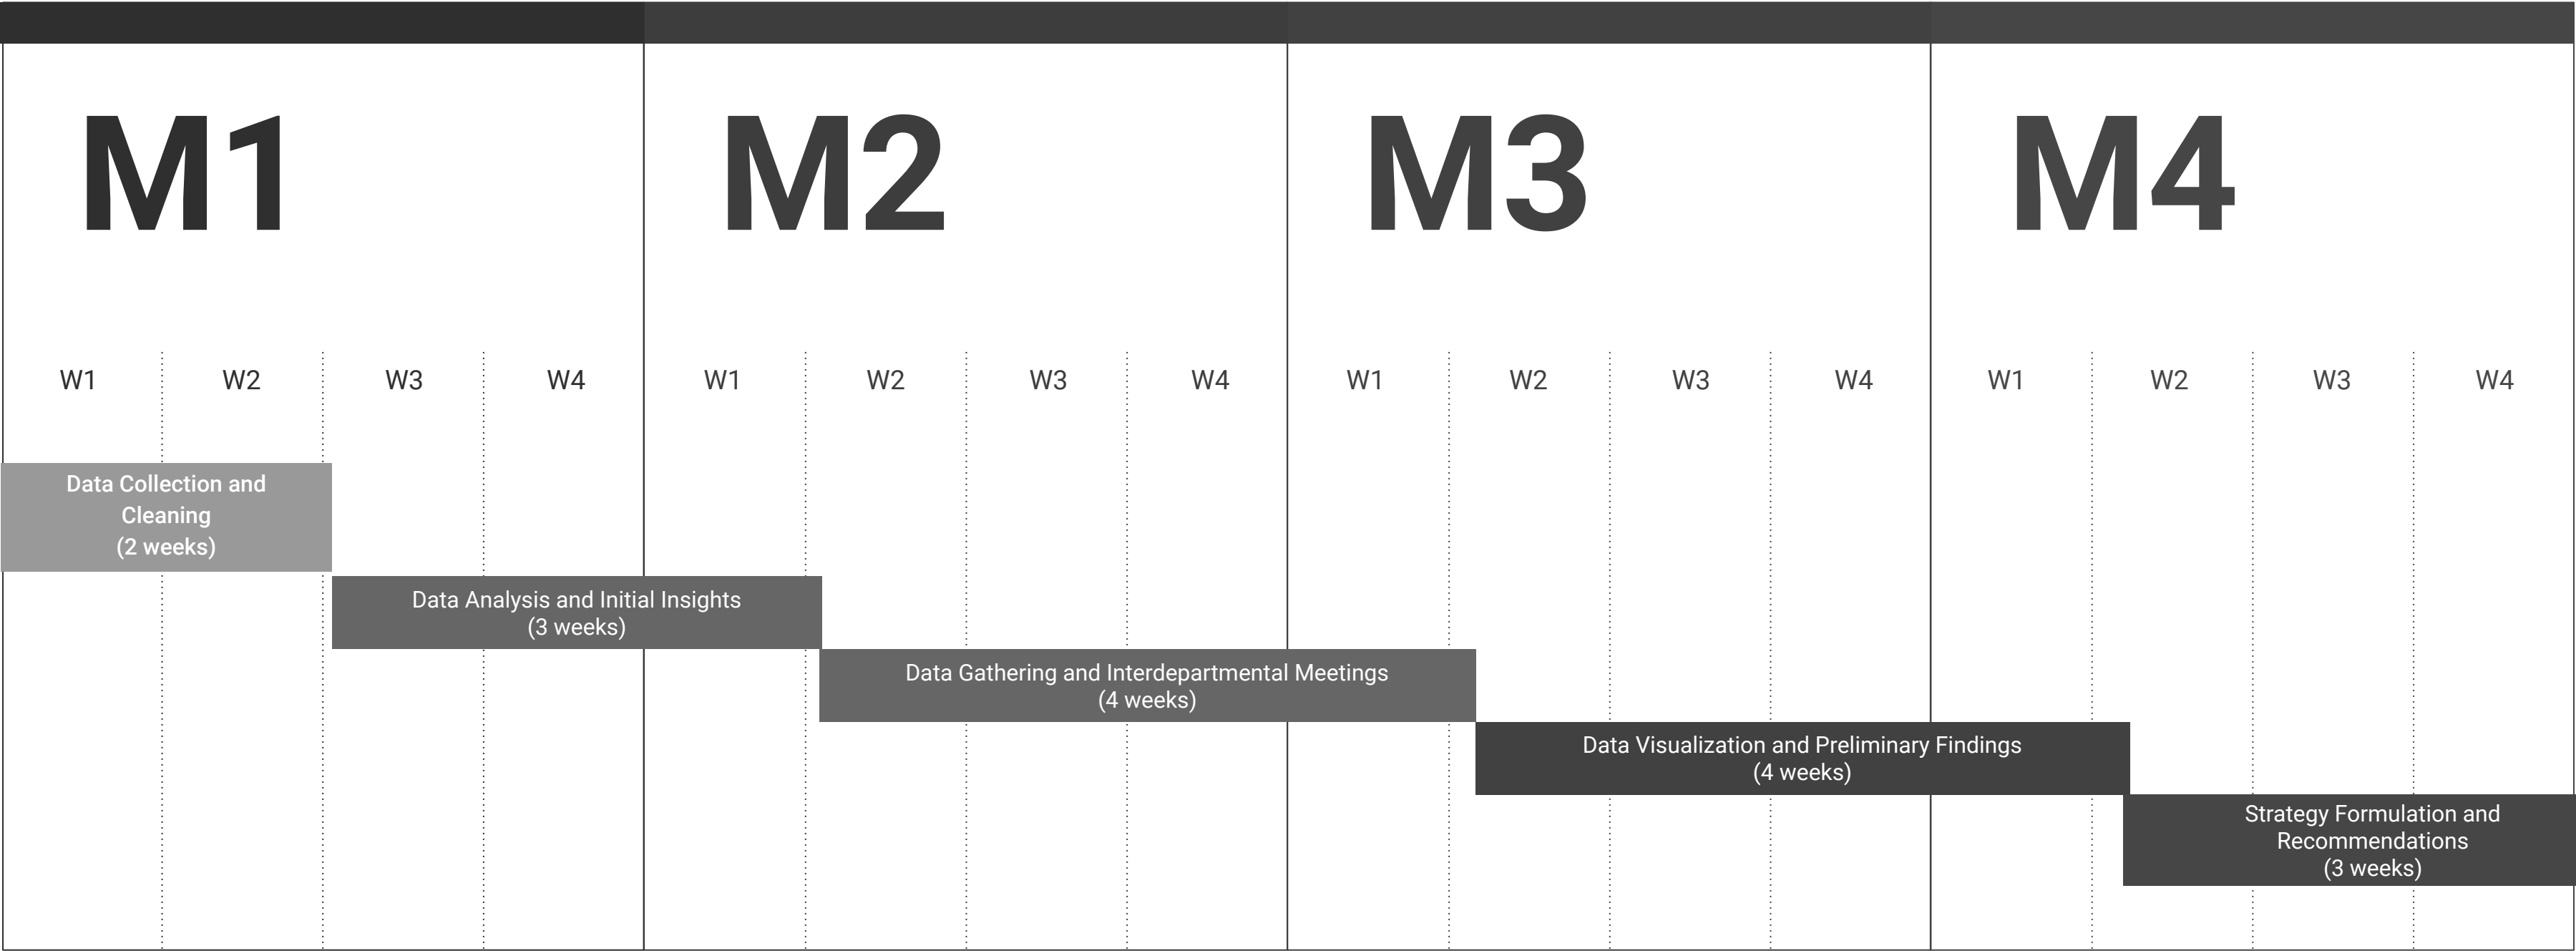 M1
M2
M3
M4
W1
W2
W3
W4
W1
W2
W3
W4
W1
W2
W3
W4
W1
W2
W3
W4
Data Collection and
Cleaning
(2 weeks)
Data Analysis and Initial Insights
(3 weeks)
Data Gathering and Interdepartmental Meetings
(4 weeks)
Data Visualization and Preliminary Findings
(4 weeks)
Strategy Formulation and
Recommendations
(3 weeks)